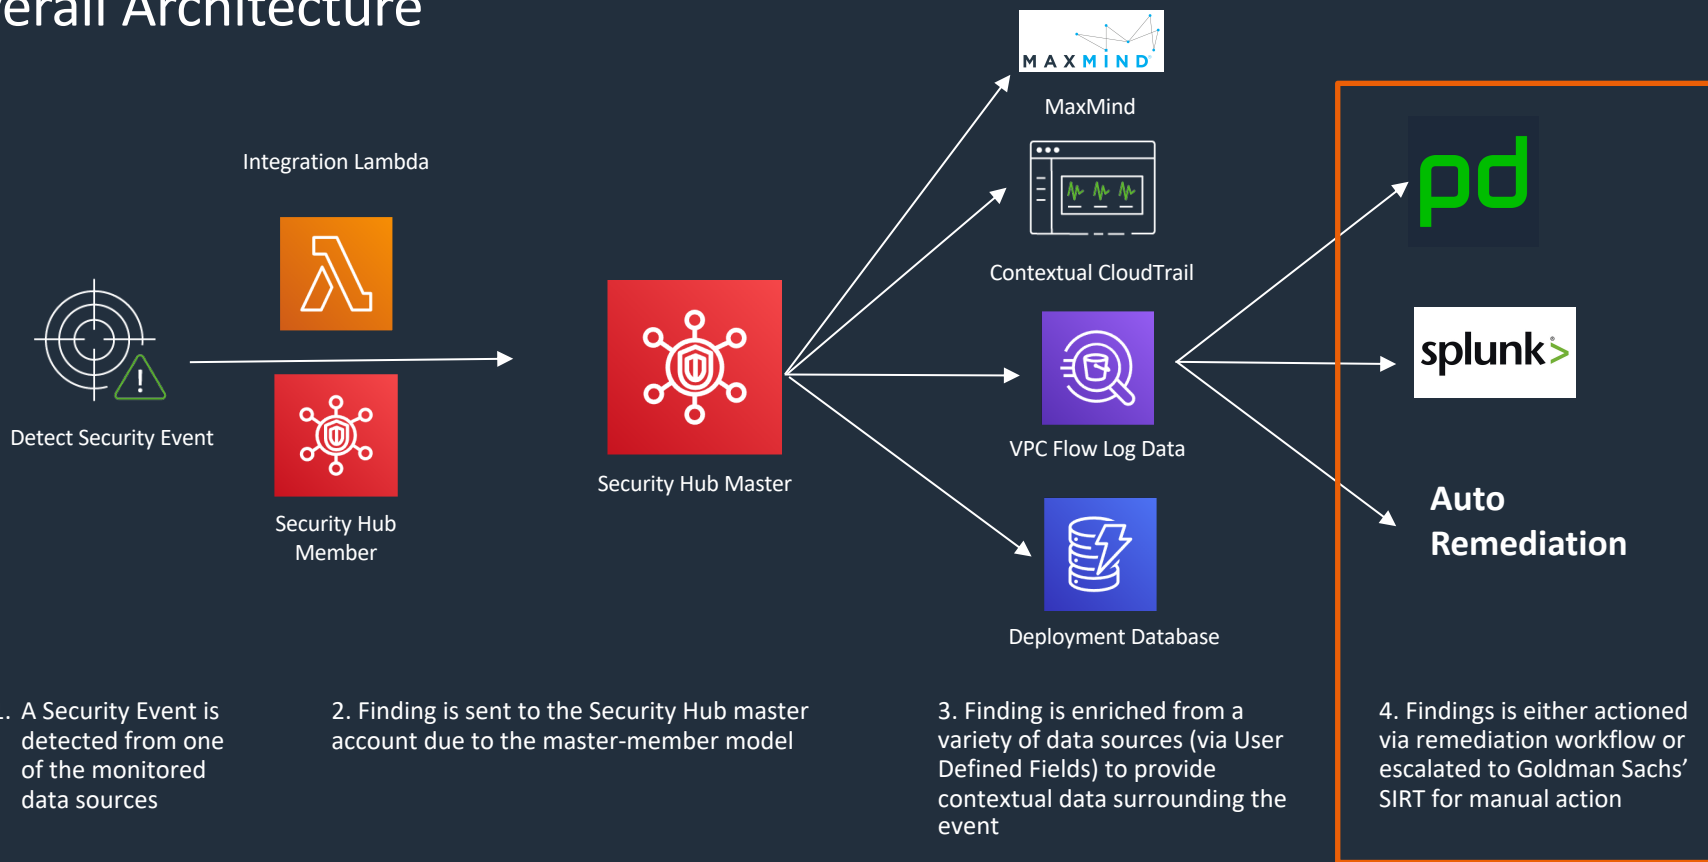 erall Architecture
MAXMIND
MaxMind
Integration Lambda
pd
Contextual CloudTrail
splunk>
Detect Security Event
VPC Flow Log Data
Security Hub Master
Security Hub
Member
Auto
Remediation
Deployment Database
. A Security Event is
detected from one
of the monitored
data sources
2. Finding is sent to the Security Hub master
account due to the master-member model
3. Finding is enriched from a
variety of data sources (via User
Defined Fields) to provide
contextual data surrounding the
event
4. Findings is either actioned
via remediation workflow or
escalated to Goldman Sachs’
SIRT for manual action